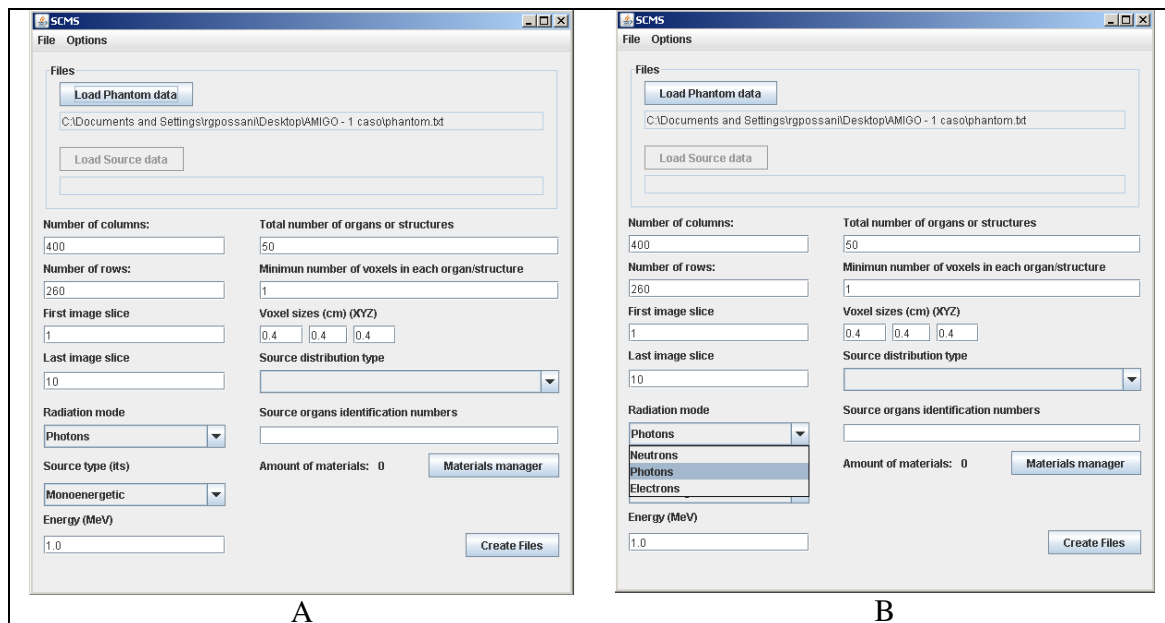 SCMS
File Options
Files
Load Phantom data
C:\Documents and Settings\rgpossani\Desktop\AMIGO - 1 caso\phantom.txt
Load Source data
Number of columns:
Total number of organs or structures
400
50
Number of rows:
Minimun number of voxels in each organ/structure
260
1
First image slice
Voxel sizes (cm) (XYZ)
1
0.4 0.4 0.4
Last image slice
Source distribution type
10
Radiation mode
Source organs identification numbers
Photons
Source type (its)
Amount of materials: 0
Materials manager
Monoenergetic
Energy (MeV)
1.0
Create Files
A
SCMS
File Options
Files
Load Phantom data
C:\Documents and Settings\rgpossani\Desktop\AMIGO - 1 caso\phantom.txt
Load Source data
Number of columns:
Total number of organs or structures
400
50
Number of rows:
Minimun number of voxels in each organ/structure
260
1
First image slice
Voxel sizes (cm) (XYZ)
1
0.4 0.4 0.4
Last image slice
Source distribution type
10
Radiation mode
Source organs identification numbers
Photons
Neutrons
Photons
Electrons
Amount of materials: 0
Materials manager
Energy (MeV)
1.0
Create Files
B